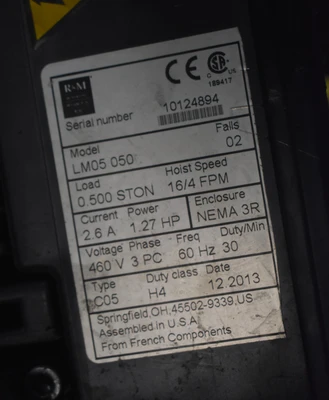 R&M
CE
SA
C US
189417
Serial number 10124894
Model Falls
LM05 050 02
Load Hoist Speed
0.500 STON 16/4 FPM
Current Power Enclosure
2.6 A 1.27 HP NEMA 3R
Voltage Phase Freq Duty/Min
460 V 3 PC 60 Hz 30
Type Duty class Date
C05 H4 12.2013
Springfield,OH,45502-9339,US
Assembled in U.S.A
From French Components